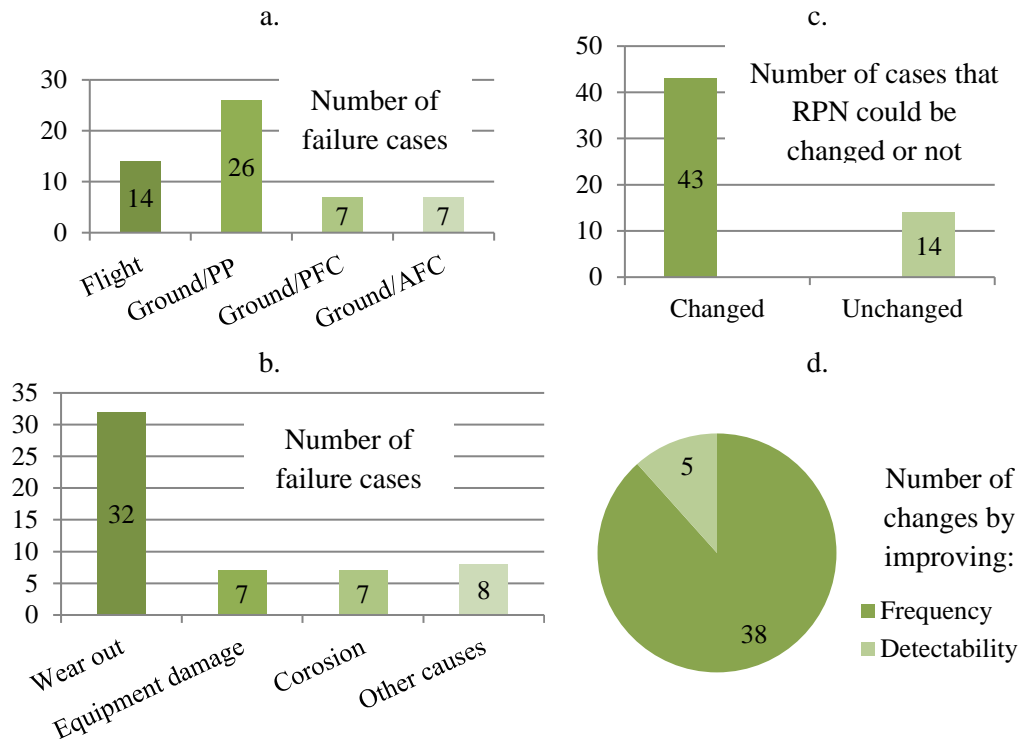 a.
30
20
10
0
Number of
failure cases
14
26
7
7
Flight
Ground/PP
Ground/PFC
Ground/AFC
c.
50
40
30
20
10
0
Number of cases that
RPN could be
changed or not
43
14
Changed
Unchanged
b.
35
30
25
20
15
10
5
0
Number of
failure cases
32
7
7
8
Wear out
Equipment damage
Corosion
Other causes
d.
5
38
Number of
changes by
improving:
Frequency
Detectability